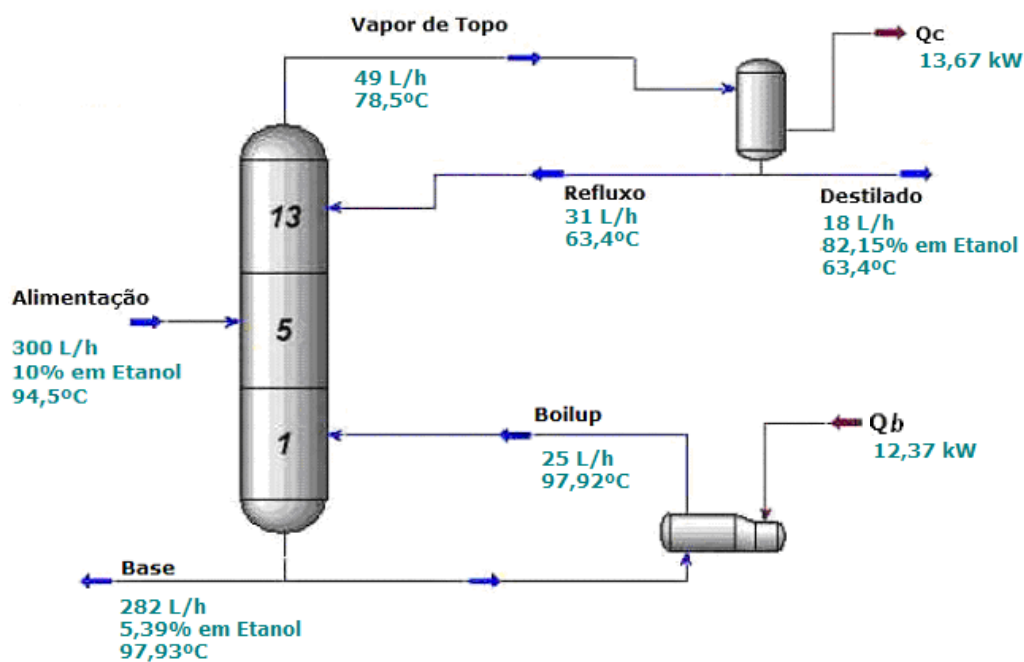 Vapor de Topo
49 L/h
78,5ºC
Qc
13,67 kW
Refluxo
31 L/h
63,4ºC
Destilado
18 L/h
82,15% em Etanol
63,4ºC
13
Alimentação
300 L/h
10% em Etanol
94,5ºC
5
Boilup
25 L/h
97,92ºC
Qb
12,37 kW
1
Base
282 L/h
5,39% em Etanol
97,93ºC